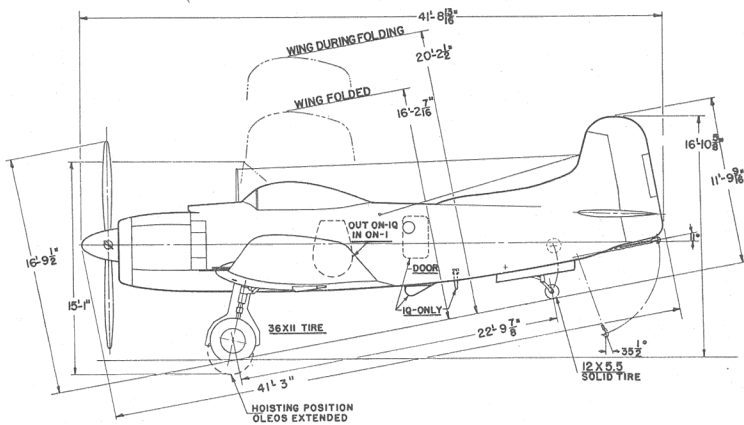 41'-8 13/16"
WING DURING FOLDING
20'-2 1/2"
WING FOLDED
16'-2 7/16"
16'-10 5/8"
11'-9 9/16"
OUT ON-1Q
IN ON-1
1°
16'-9 1/2"
DOOR
15'-1"
1Q-ONLY
36X11 TIRE
22'-9 7/8"
35 1/2°
12 X 5.5
SOLID TIRE
41'-3"
HOISTING POSITION
OLEOS EXTENDED